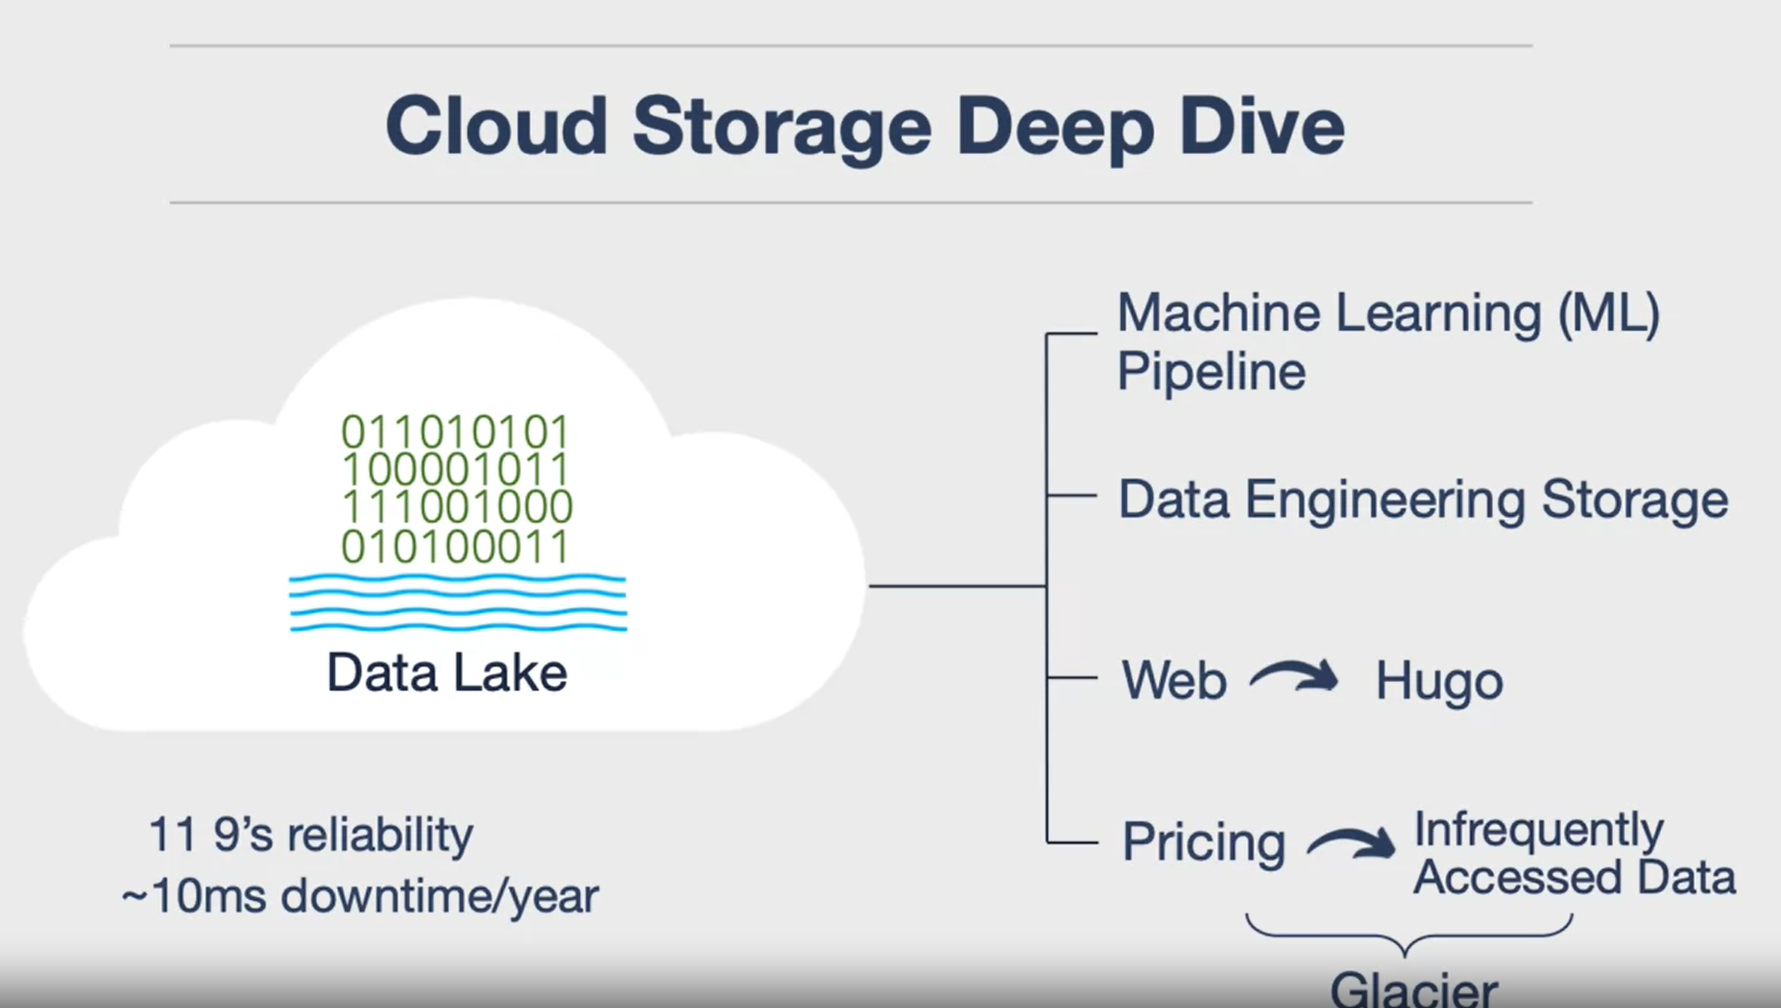 Cloud Storage Deep Dive
011010101
100001011
111001000
010100011
Data Lake
11 9's reliability
~10ms downtime/year
Machine Learning (ML)
Pipeline
Data Engineering Storage
Web Hugo
Pricing Infrequently
Accessed Data
Glacier